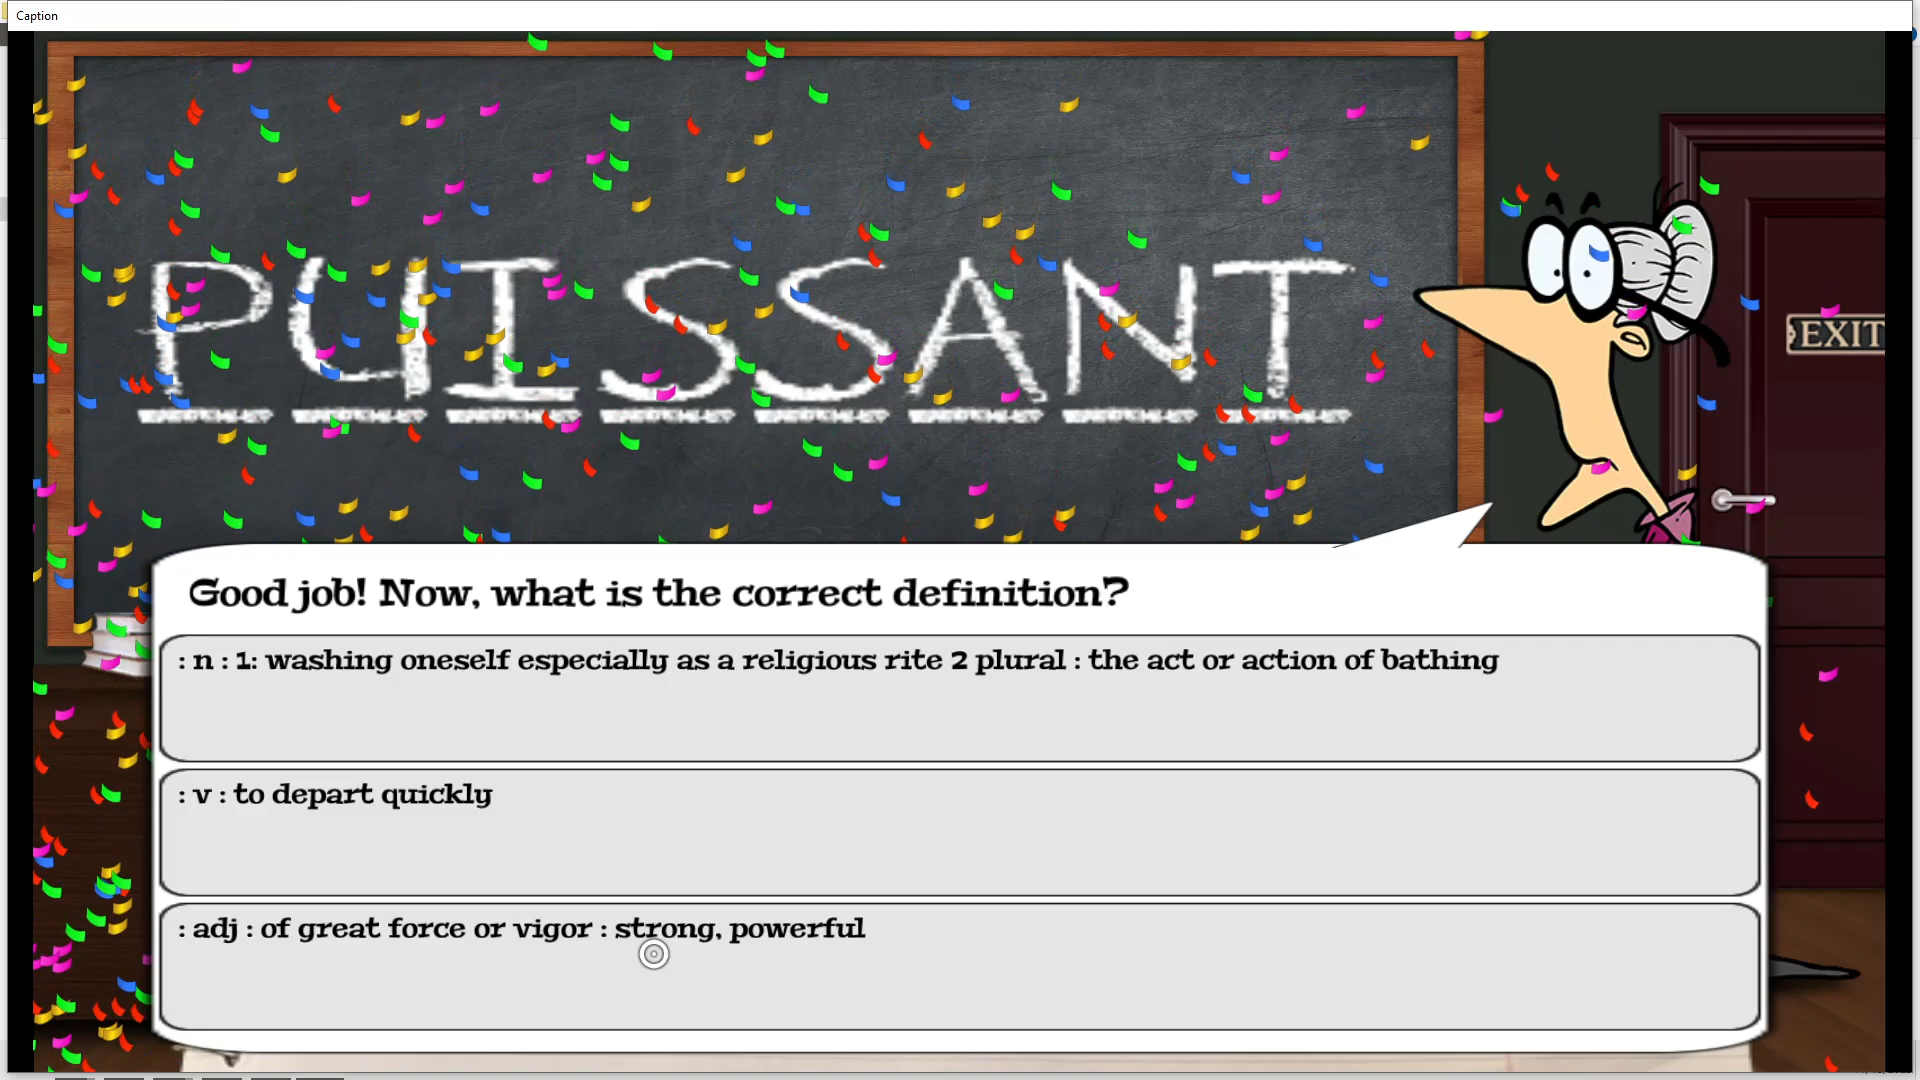 Caption
PUISSANT
EXIT
Good job! Now, what is the correct definition?
: n : 1: washing oneself especially as a religious rite 2 plural : the act or action of bathing
: v : to depart quickly
: adj : of great force or vigor : strong, powerful